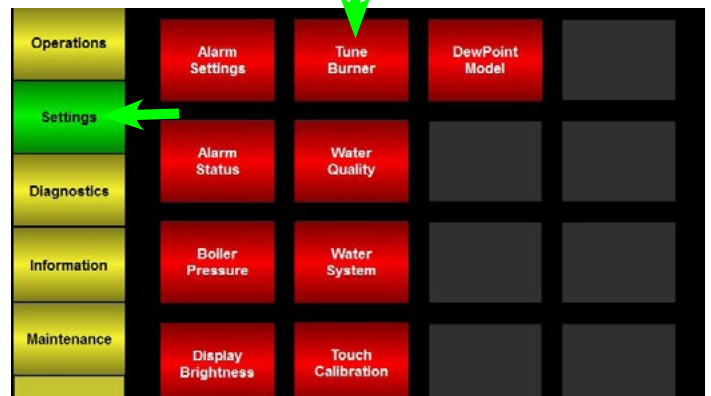 Operations
Settings
Diagnostics
Information
Maintenance
Alarm
Settings
Tune
Burner
DewPoint
Model
Alarm
Status
Water
Quality
Boiler
Pressure
Water
System
Display
Brightness
Touch
Calibration